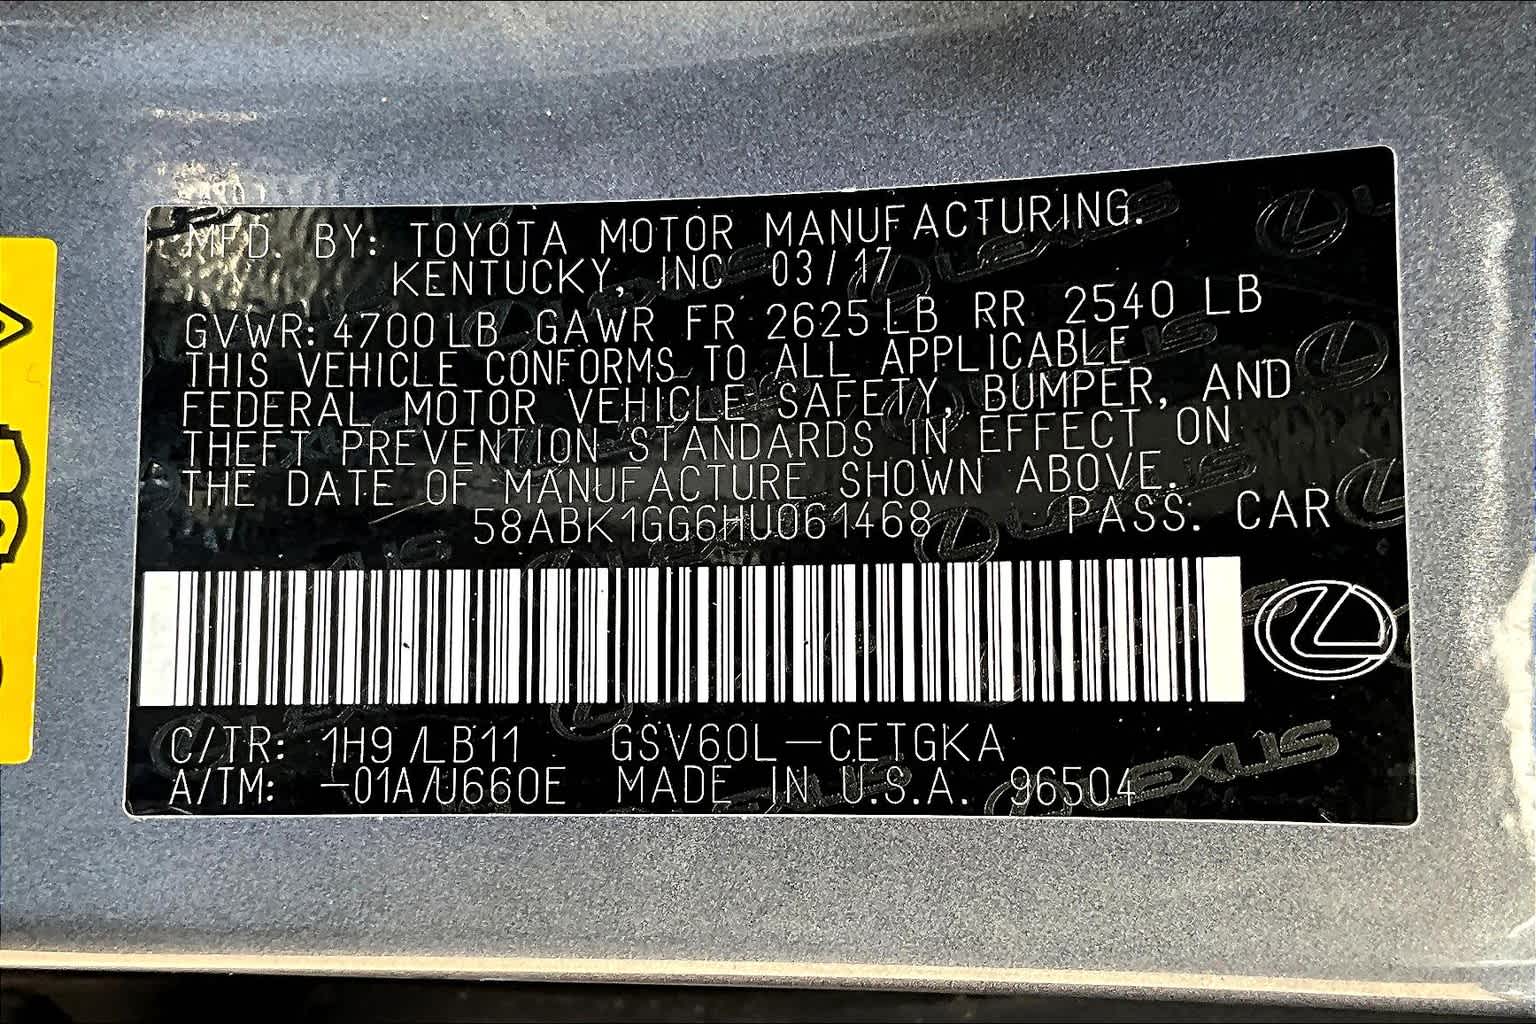 MFD. BY: TOYOTA MOTOR MANUFACTURING.
KENTUCKY, INC 03/17
GVWR: 4700LB GAWR FR 2625LB RR 2540 LB
THIS VEHICLE CONFORMS TO ALL APPLICABLE
FEDERAL MOTOR VEHICLE SAFETY, BUMPER, AND
THEFT PREVENTION STANDARDS IN EFFECT ON
THE DATE OF MANUFACTURE SHOWN ABOVE.
58ABK1GG6HU061468 PASS. CAR
C/TR: 1H9/LB11 GSV60L-CETGKA
A/TM: -01A/U660E MADE IN U.S.A. 96504
LEXUS